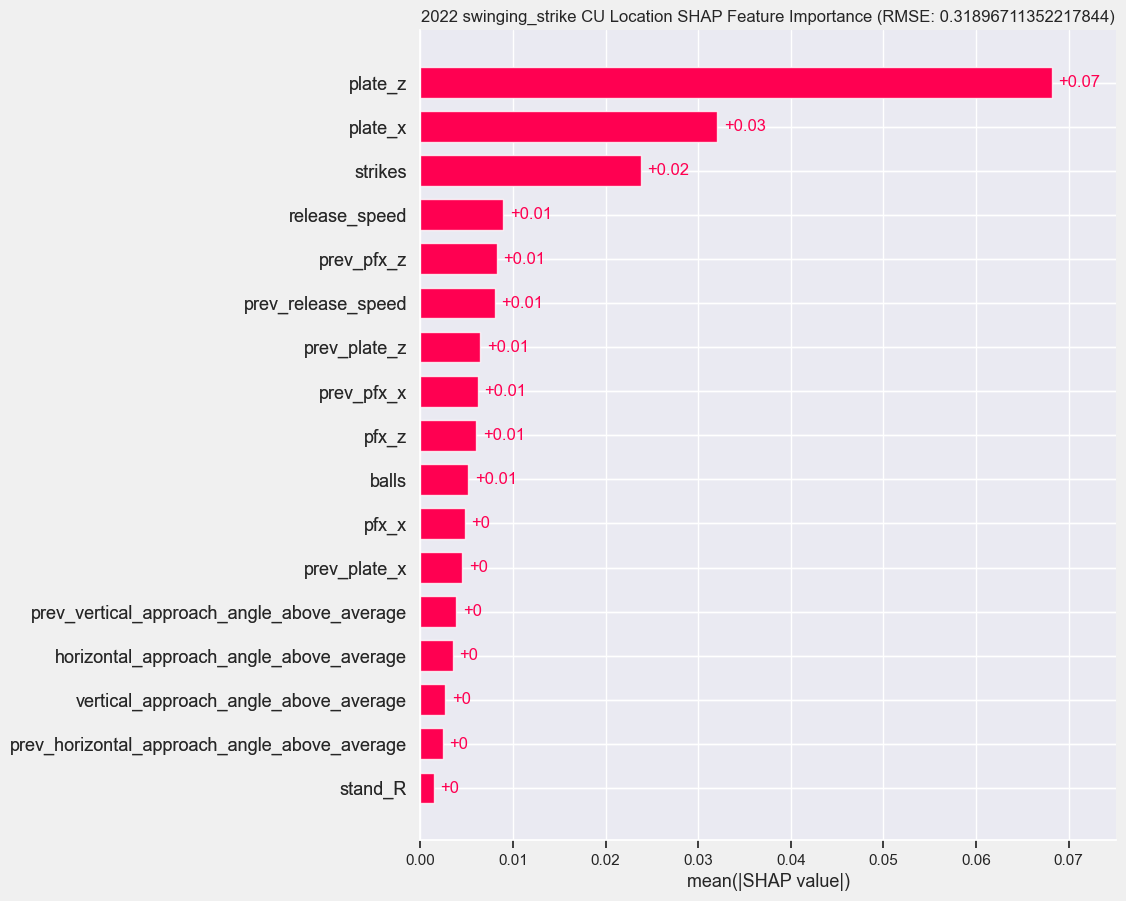 2022 swinging_strike CU Location SHAP Feature Importance (RMSE: 0.31896711352217844)
plate_z +0.07
plate_x +0.03
strikes +0.02
release_speed +0.01
prev_pfx_z +0.01
prev_release_speed +0.01
prev_plate_z +0.01
prev_pfx_x +0.01
pfx_z +0.01
balls +0.01
pfx_x +0
prev_plate_x +0
prev_vertical_approach_angle_above_average +0
horizontal_approach_angle_above_average +0
vertical_approach_angle_above_average +0
prev_horizontal_approach_angle_above_average +0
stand_R +0
0.00 0.01 0.02 0.03 0.04 0.05 0.06 0.07
mean(|SHAP value|)